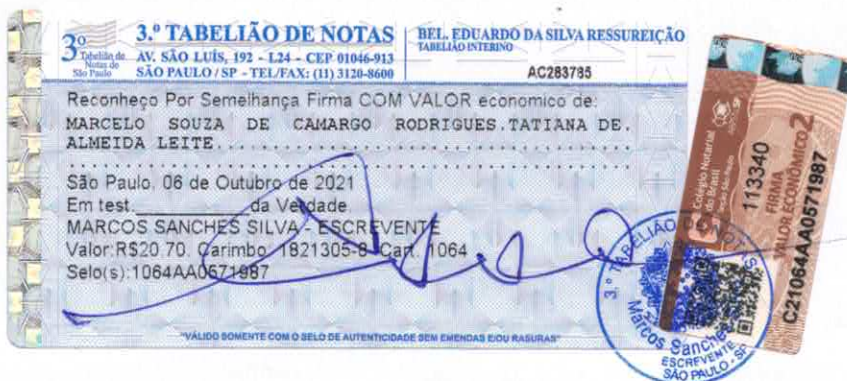 3º
Tabelião de
Notas de
São Paulo
3.º TABELIÃO DE NOTAS
AV. SÃO LUÍS, 192 - L24 - CEP 01046-913
SÃO PAULO / SP - TEL/FAX: (11) 3120-8600
BEL. EDUARDO DA SILVA RESSUREIÇÃO
TABELIÃO INTERINO
AC283785
Reconheço Por Semelhança Firma COM VALOR economico de:
MARCELO SOUZA DE CAMARGO RODRIGUES.TATIANA DE.
ALMEIDA LEITE
São Paulo, 06 de Outubro de 2021
Em test.________da Verdade.
MARCOS SANCHES SILVA - ESCREVENTE
Valor:R$20.70. Carimbo: 1821305-8. Cart. 1064
Selo(s):1064AA0571987
"VÁLIDO SOMENTE COM O SELO DE AUTENTICIDADE SEM EMENDAS E/OU RASURAS"
Colégio Notarial
do Brasil
113340
FIRMA
VALOR ECONÔMICO 2
C21064AA0571987
3.º TABELIÃO NOTAS
Marcos Sanches
ESCREVENTE
SÃO PAULO - SP